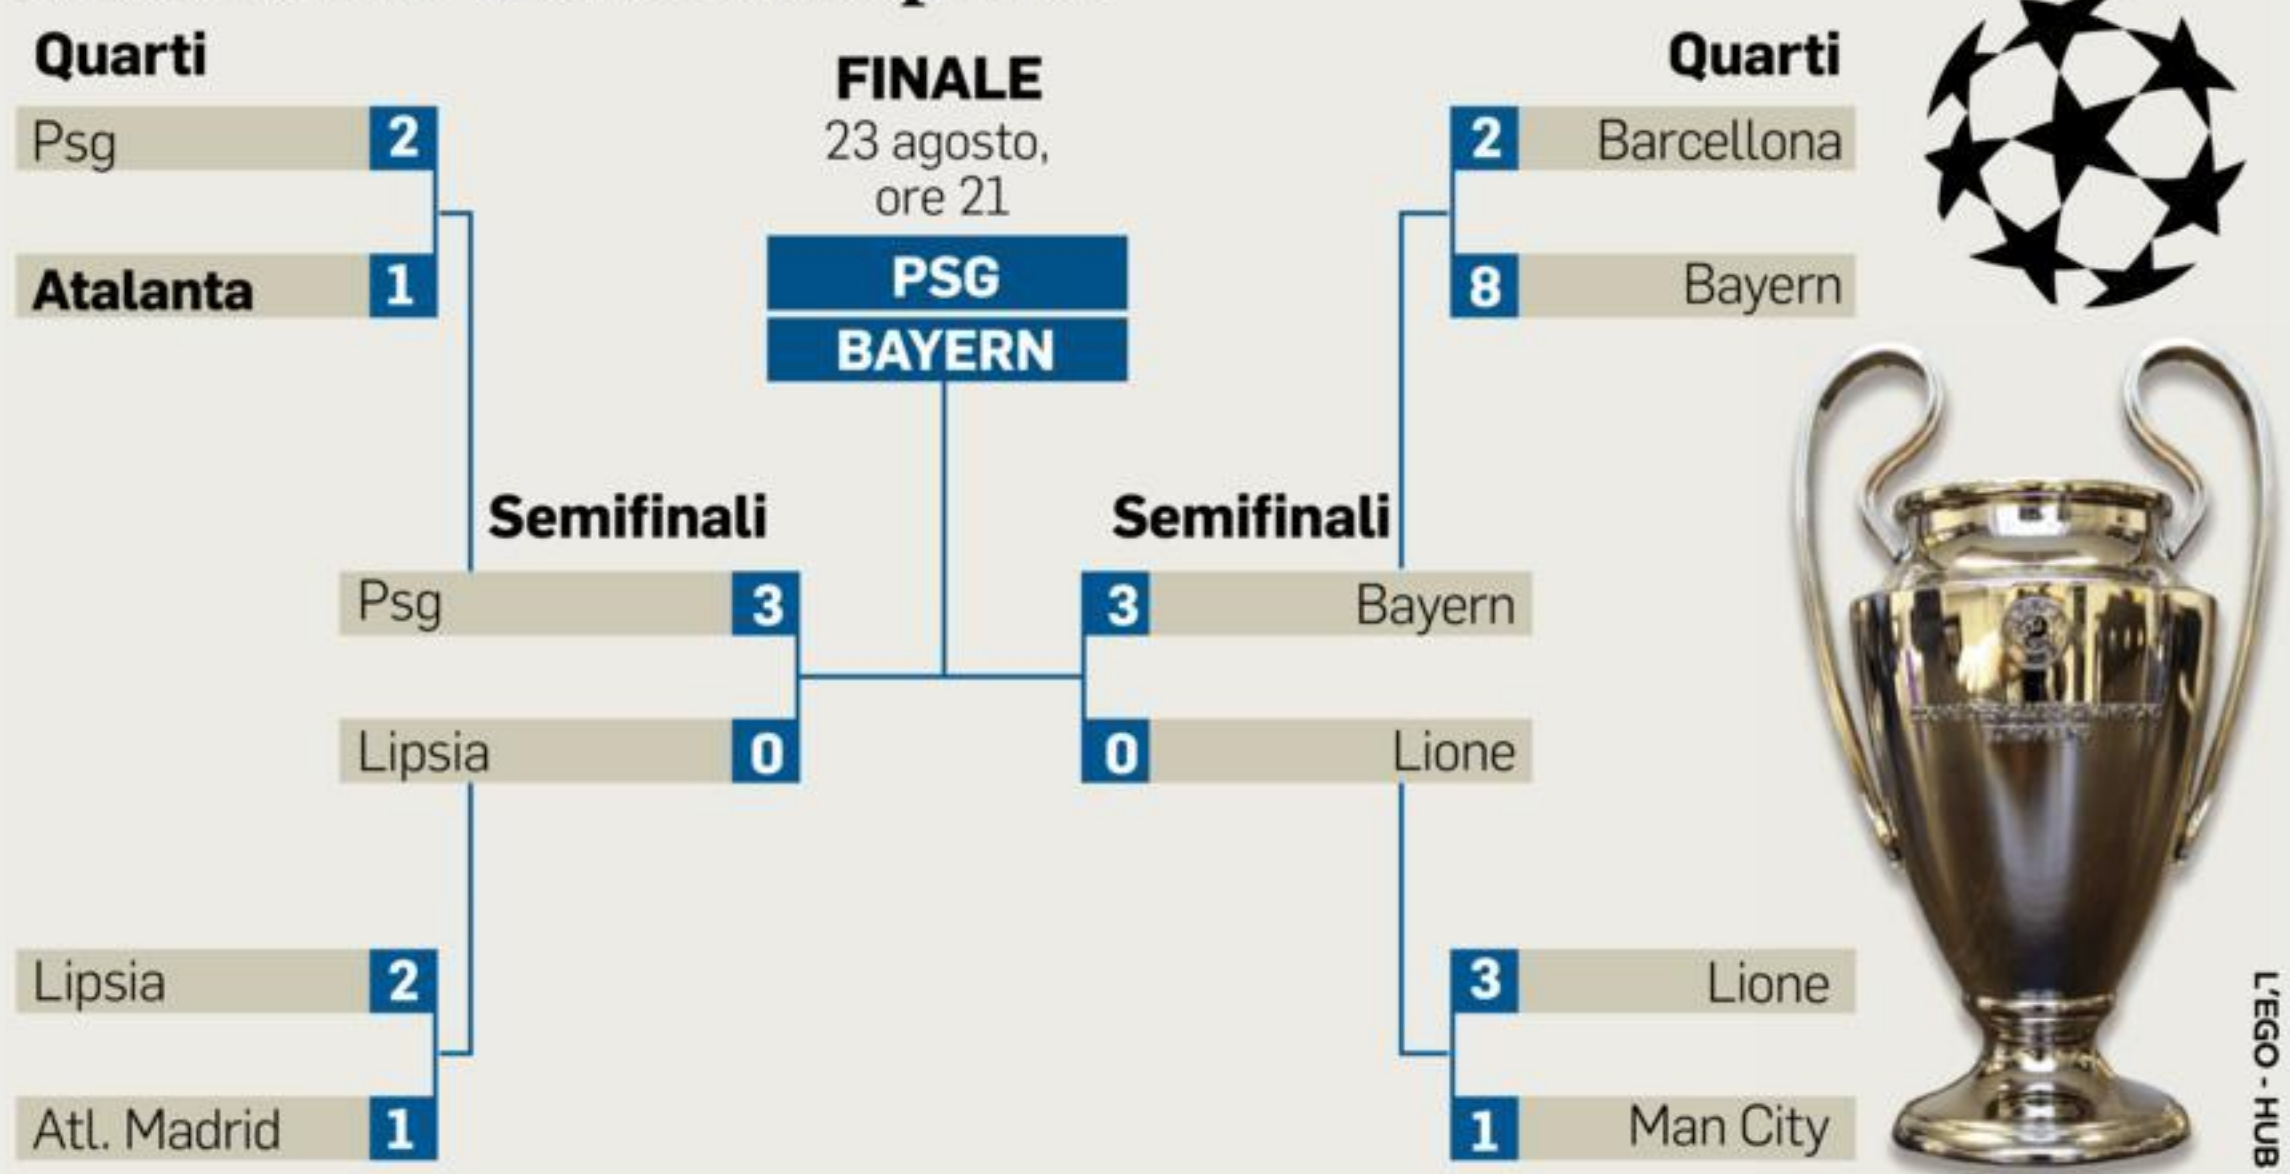 Quarti
Psg 2
Atalanta 1
FINALE
23 agosto,
ore 21
PSG
BAYERN
Quarti
2 Barcellona
8 Bayern
Semifinali
Psg 3
Lipsia 0
Semifinali
3 Bayern
0 Lione
Lipsia 2
Atl. Madrid 1
3 Lione
1 Man City
L'EGO - HUB